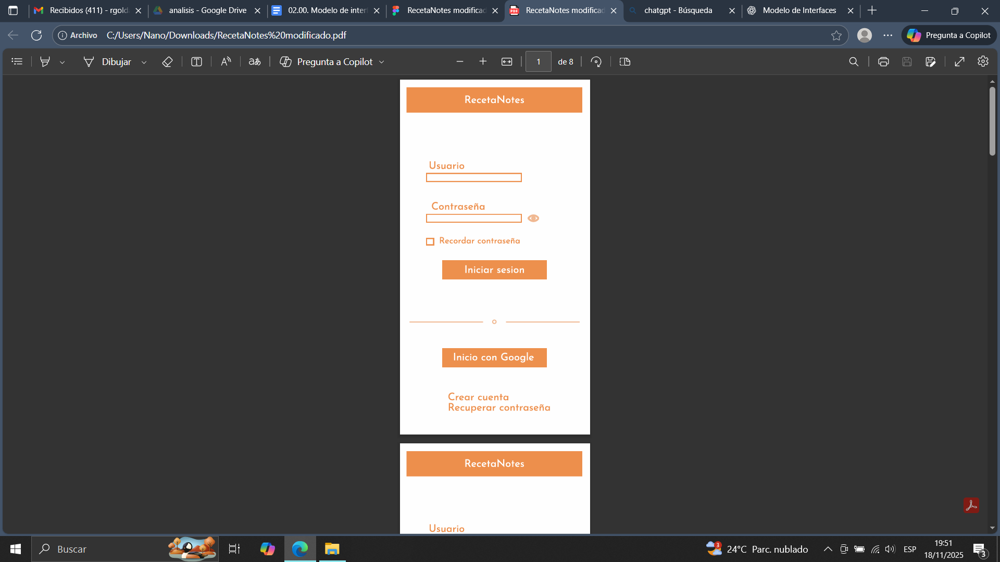 Recibidos (411) - rgold
analisis - Google Drive
02.00. Modelo de inter
RecetaNotes modificad
RecetaNotes modificad
chatgpt - Búsqueda
Modelo de Interfaces
Archivo
C:/Users/Nano/Downloads/RecetaNotes%20modificado.pdf
Pregunta a Copilot
Dibujar
Pregunta a Copilot
1
de 8
RecetaNotes
Usuario
Contraseña
Recordar contraseña
Iniciar sesion
o
Inicio con Google
Crear cuenta
Recuperar contraseña
RecetaNotes
Usuario
Buscar
3
24°C Parc. nublado
ESP
19:51
18/11/2025
3